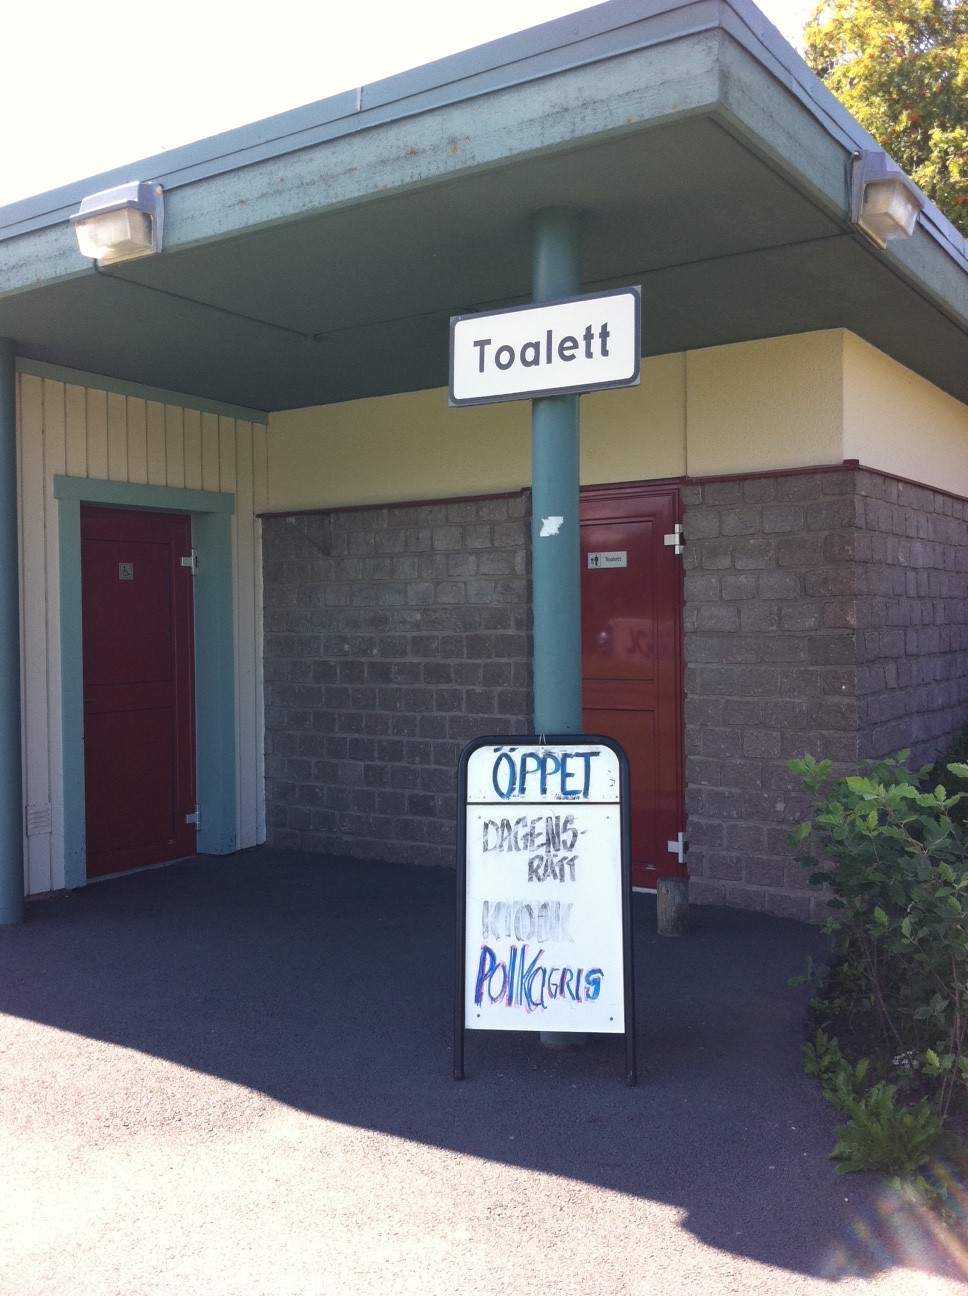 Toalett
Toalett
ÖPPET
DAGENS-
RÄTT
KIOSK
POLKAGRIS